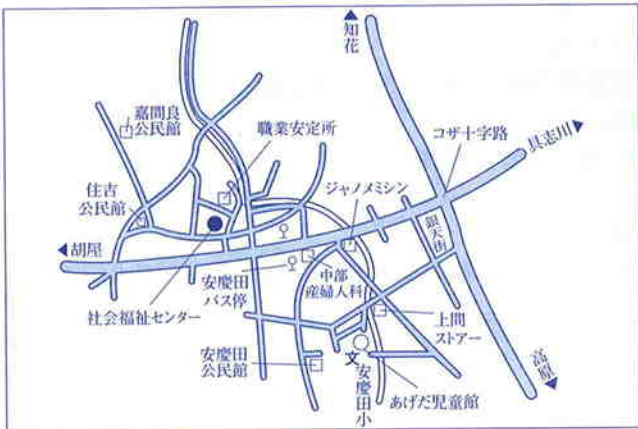 ▲知花
嘉間良
公民館
職業安定所
コザ十字路
具志川▶
ジャノメミシン
住吉
公民館
銀天街
◀胡屋
安慶田
バス停
中部
産婦人科
社会福祉センター
上間
ストアー
安慶田
公民館
文
安慶田小
あげだ児童館
高原▼